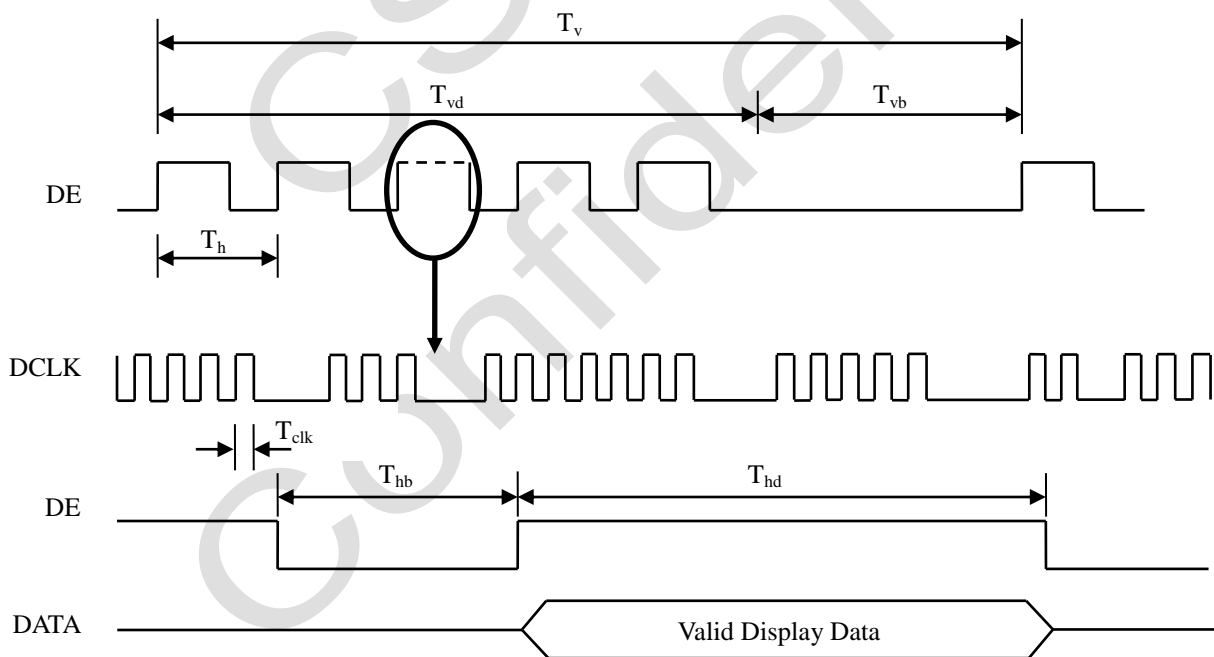 T_v
T_vd T_vb
DE
T_h
DCLK
T_clk
T_hb T_hd
DE
DATA Valid Display Data